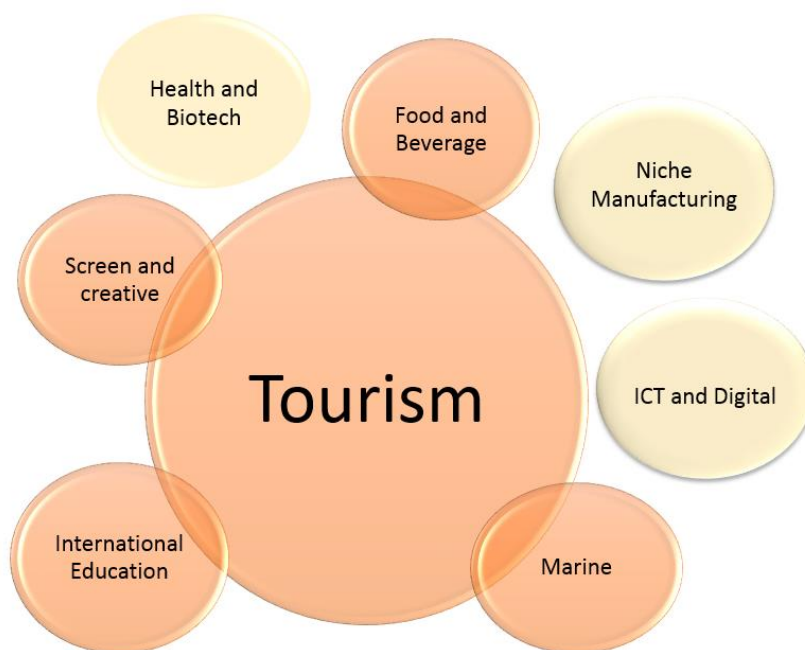 Health and
Biotech
Food and
Beverage
Niche
Manufacturing
Screen and
creative
Tourism
ICT and Digital
International
Education
Marine